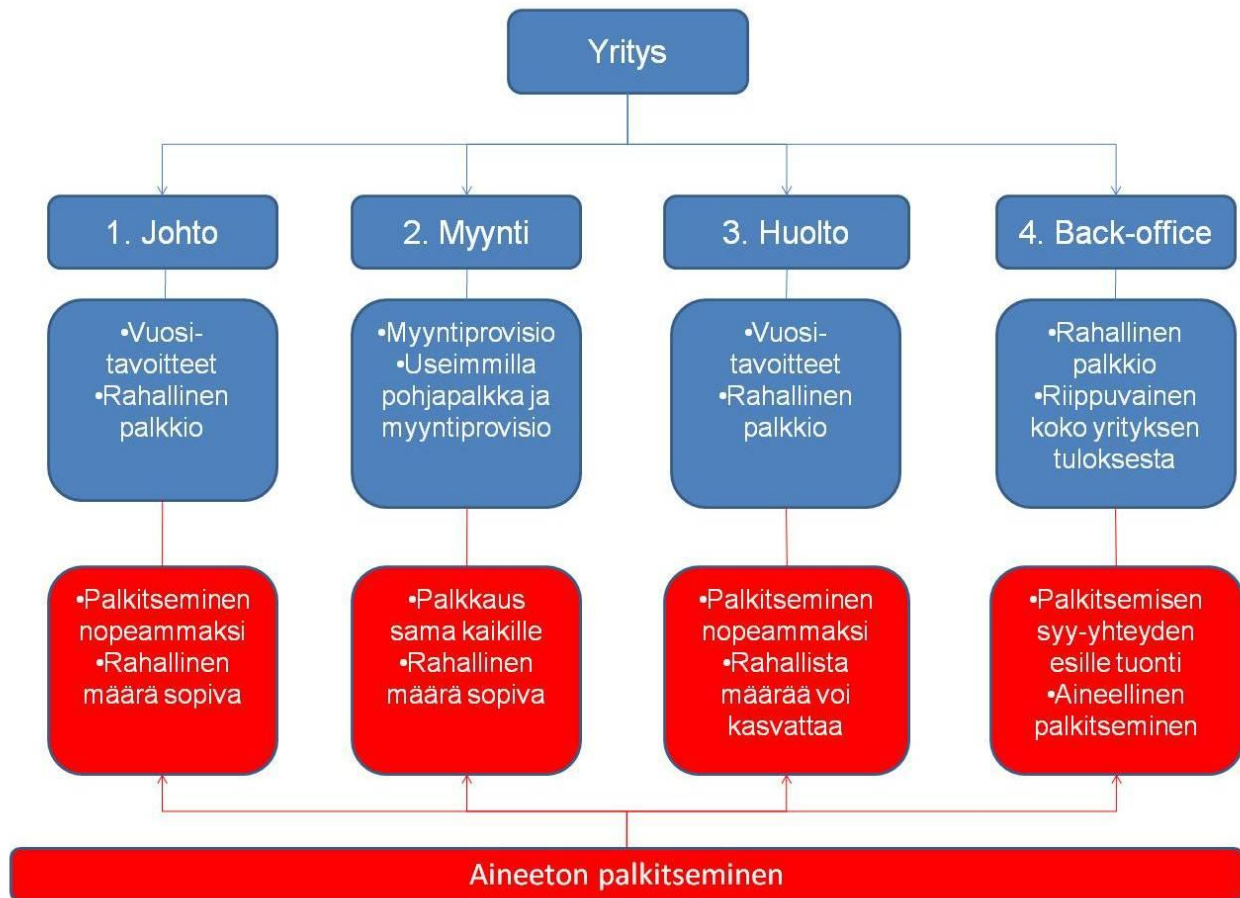 Yritys
1. Johto
2. Myynti
3. Huolto
4. Back-office
•Vuosi-
tavoitteet
•Rahallinen
palkkio
•Myyntiprovisio
•Useimmilla
pohjapalkka ja
myyntiprovisio
•Vuosi-
tavoitteet
•Rahallinen
palkkio
•Rahallinen
palkkio
•Riippuvainen
koko yrityksen
tuloksesta
•Palkitseminen
nopeammaksi
•Rahallinen
määrä sopiva
•Palkkaus
sama kaikille
•Rahallinen
määrä sopiva
•Palkitseminen
nopeammaksi
•Rahallista
määrää voi
kasvattaa
•Palkitsemisen
syy-yhteyden
esille tuonti
•Aineellinen
palkitseminen
Aineeton palkitseminen